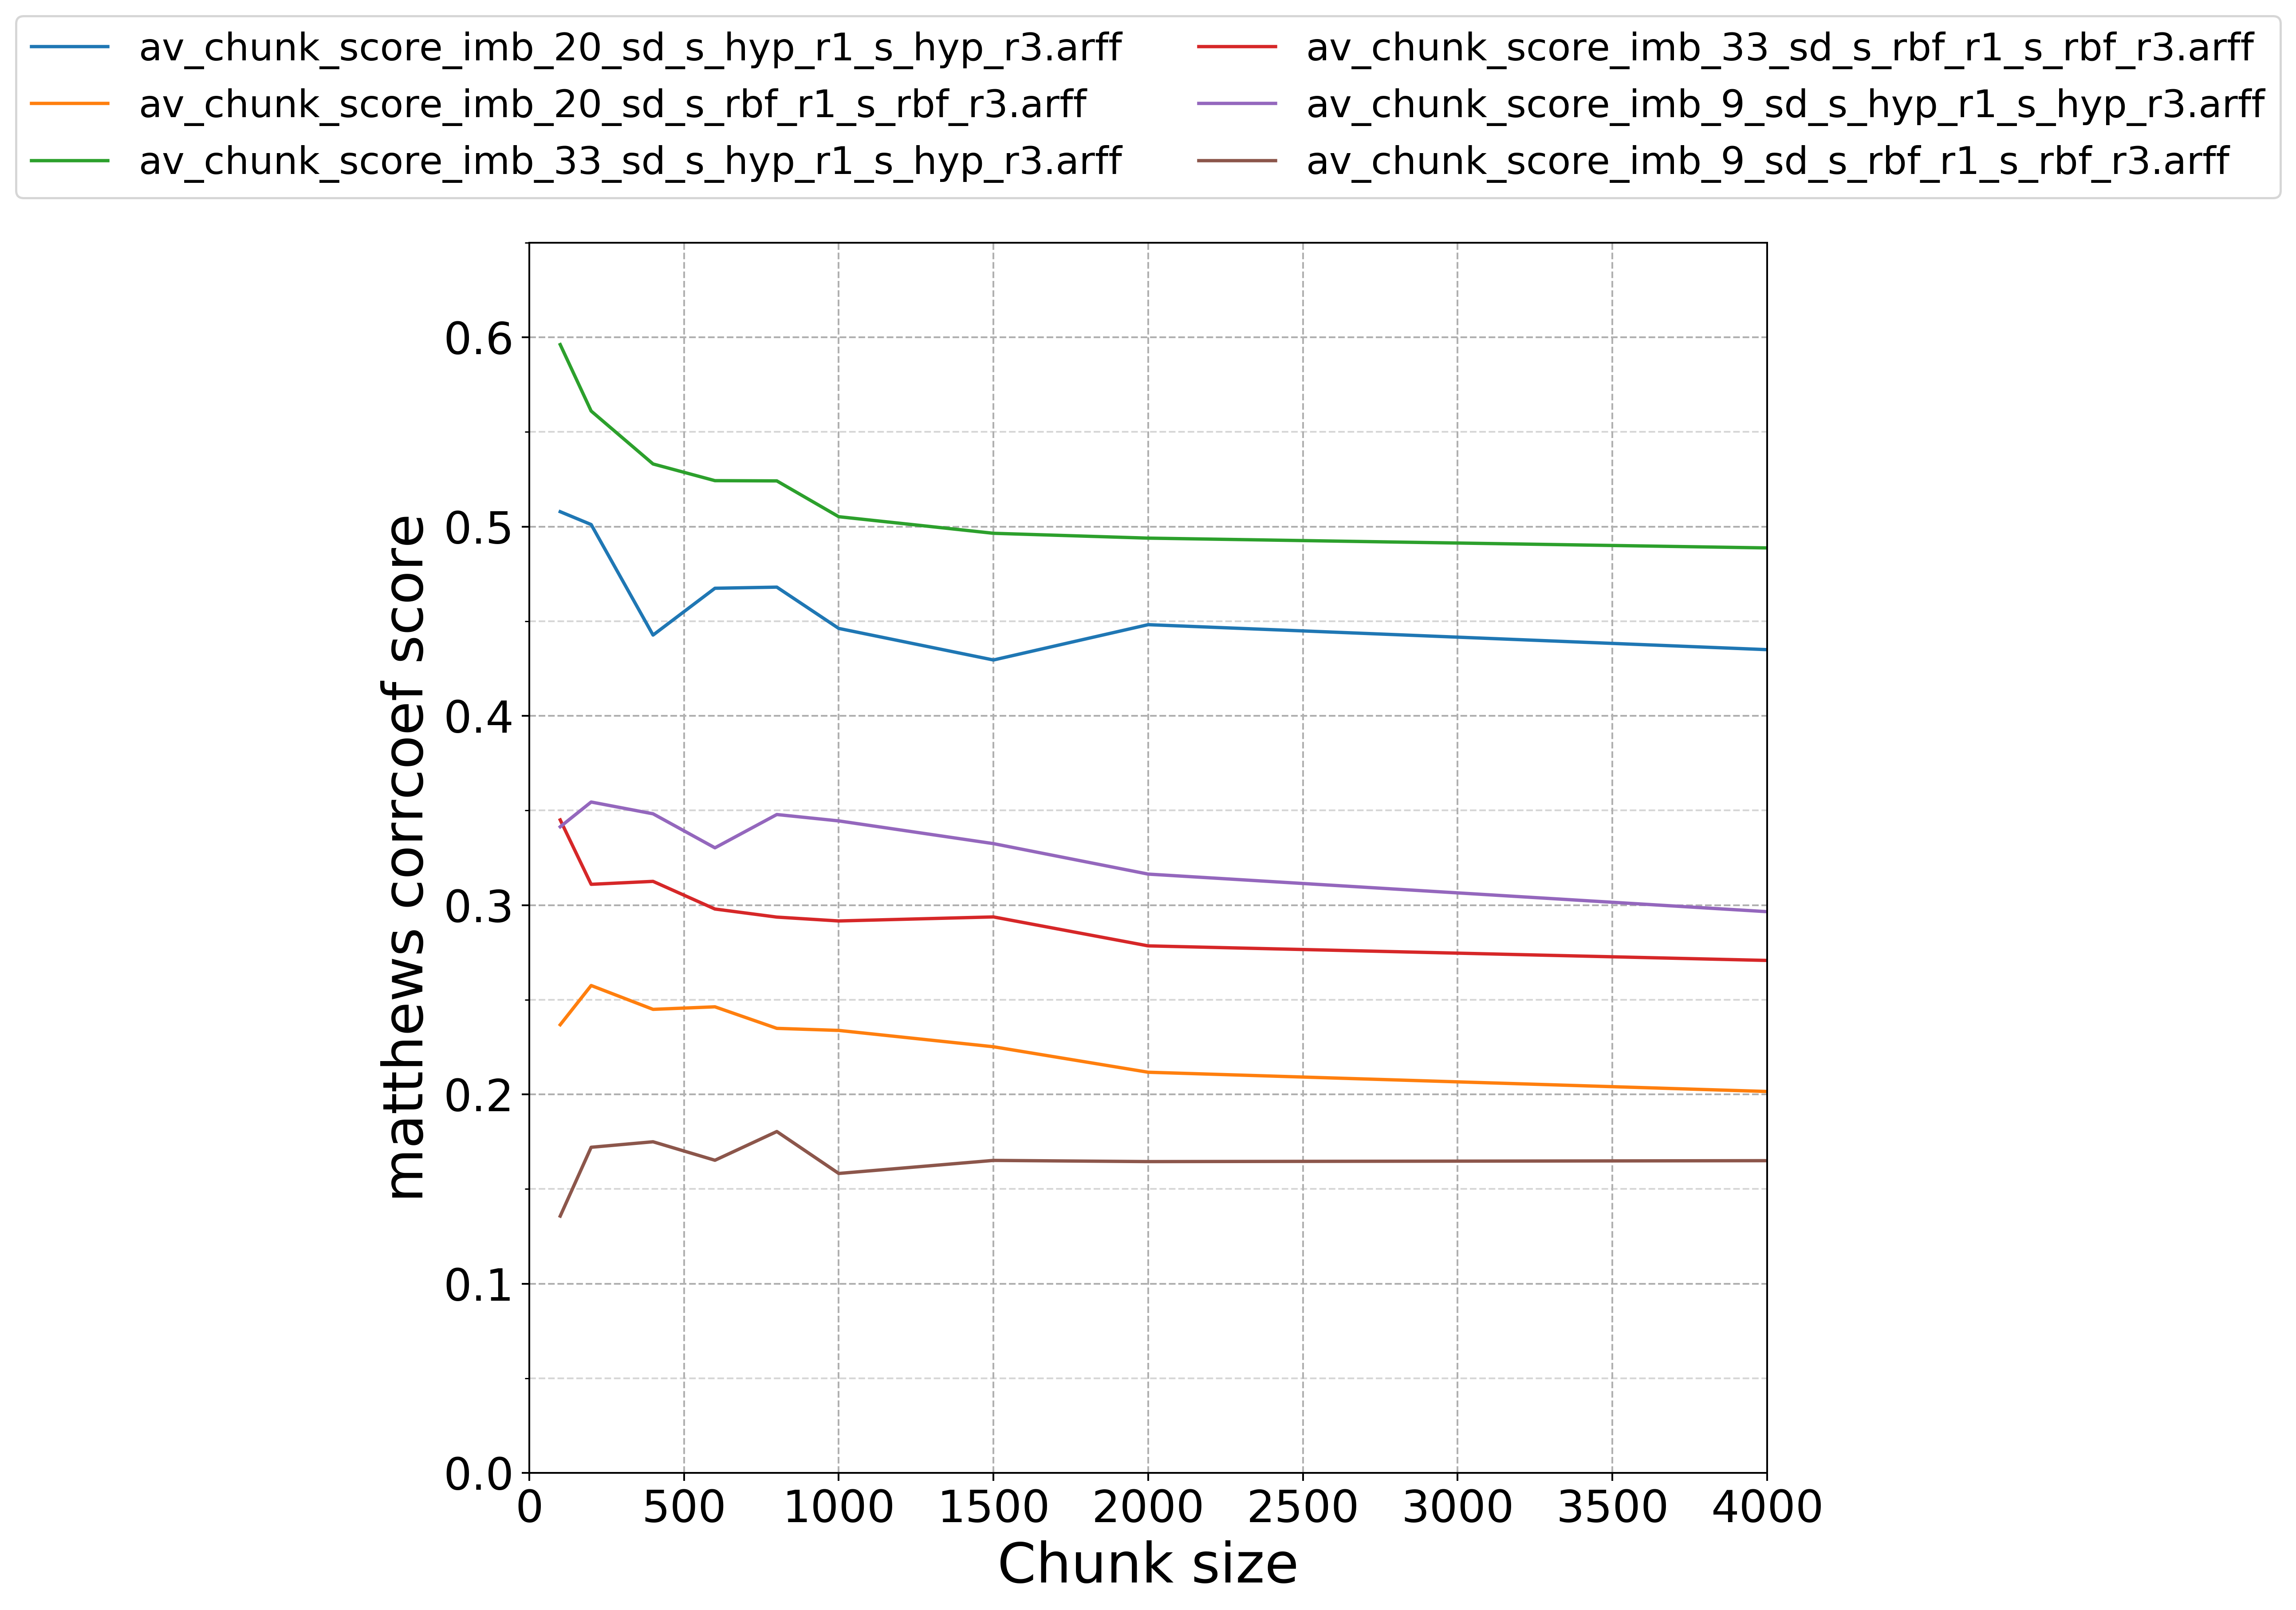 av_chunk_score_imb_20_sd_s_hyp_r1_s_hyp_r3.arff
av_chunk_score_imb_20_sd_s_rbf_r1_s_rbf_r3.arff
av_chunk_score_imb_33_sd_s_hyp_r1_s_hyp_r3.arff
av_chunk_score_imb_33_sd_s_rbf_r1_s_rbf_r3.arff
av_chunk_score_imb_9_sd_s_hyp_r1_s_hyp_r3.arff
av_chunk_score_imb_9_sd_s_rbf_r1_s_rbf_r3.arff
matthews corrcoef score
0.6
0.5
0.4
0.3
0.2
0.1
0.0
0 500 1000 1500 2000 2500 3000 3500 4000
Chunk size